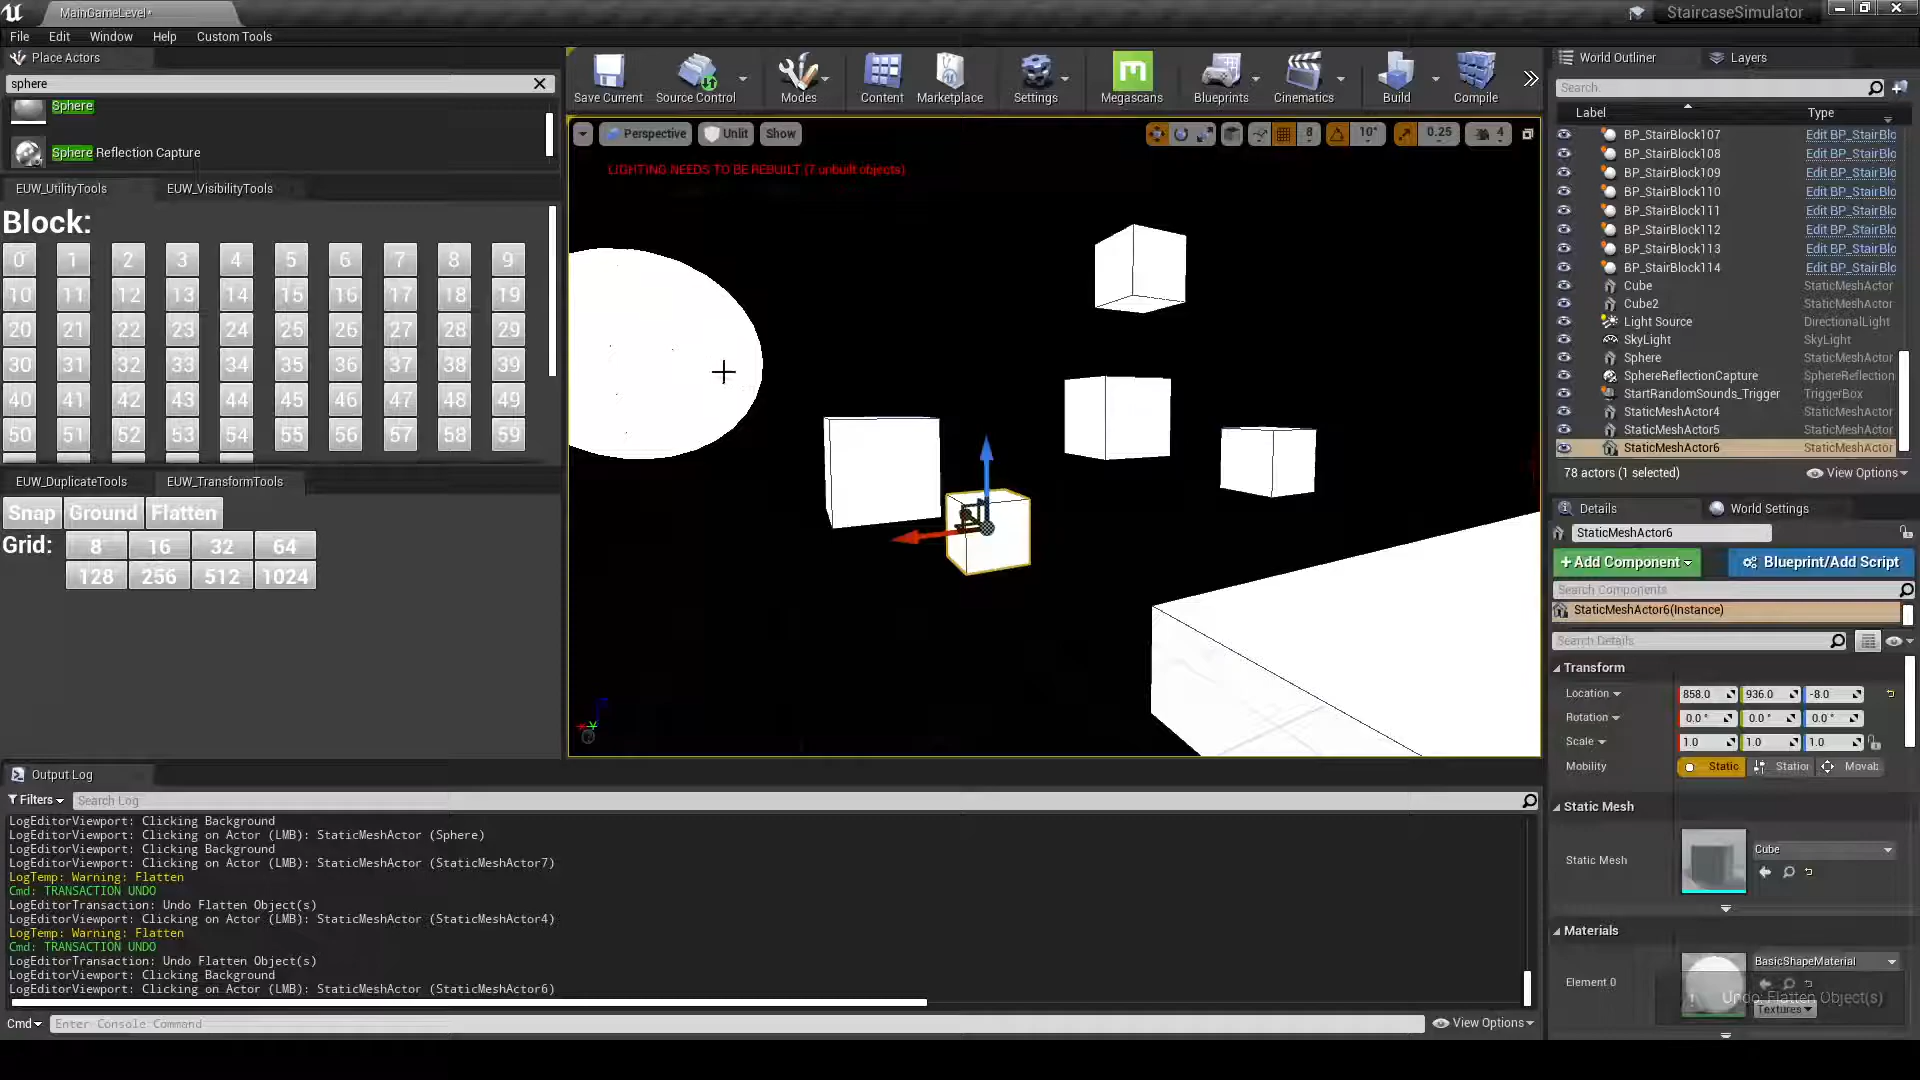 MainGameLevel*
StaircaseSimulator
File Edit Window Help Custom Tools
Place Actors
sphere
Sphere
Sphere Reflection Capture
EUW_UtilityTools EUW_VisibilityTools
Block:
0 1 2 3 4 5 6 7 8 9
10 11 12 13 14 15 16 17 18 19
20 21 22 23 24 25 26 27 28 29
30 31 32 33 34 35 36 37 38 39
40 41 42 43 44 45 46 47 48 49
50 51 52 53 54 55 56 57 58 59
EUW_DuplicateTools EUW_TransformTools
Snap Ground Flatten
Grid: 8 16 32 64
128 256 512 1024
Save Current Source Control Modes Content Marketplace Settings Megascans Blueprints Cinematics Build Compile
Perspective Unlit Show 8 10° 0.25 4
LIGHTING NEEDS TO BE REBUILT (7 unbuilt objects)
World Outliner Layers
Search.
Label Type
BP_StairBlock107 Edit BP_StairBlo
BP_StairBlock108 Edit BP_StairBlo
BP_StairBlock109 Edit BP_StairBlo
BP_StairBlock110 Edit BP_StairBlo
BP_StairBlock111 Edit BP_StairBlo
BP_StairBlock112 Edit BP_StairBlo
BP_StairBlock113 Edit BP_StairBlo
BP_StairBlock114 Edit BP_StairBlo
Cube StaticMeshActor
Cube2 StaticMeshActor
Light Source DirectionalLight
SkyLight SkyLight
Sphere StaticMeshActor
SphereReflectionCapture SphereReflection
StartRandomSounds_Trigger TriggerBox
StaticMeshActor4 StaticMeshActor
StaticMeshActor5 StaticMeshActor
StaticMeshActor6 StaticMeshActor
78 actors (1 selected) View Options
Details World Settings
StaticMeshActor6
+Add Component Blueprint/Add Script
Search Components
StaticMeshActor6(Instance)
Search Details
Transform
Location 858.0 936.0 -8.0
Rotation 0.0° 0.0° 0.0°
Scale 1.0 1.0 1.0
Mobility Static Station Movab
Static Mesh
Static Mesh Cube
Materials
Element 0 BasicShapeMaterial
Undo: Flatten Object(s)
Textures
Output Log
Filters Search Log
LogEditorViewport: Clicking Background
LogEditorViewport: Clicking on Actor (LMB): StaticMeshActor (Sphere)
LogEditorViewport: Clicking Background
LogEditorViewport: Clicking on Actor (LMB): StaticMeshActor (StaticMeshActor7)
LogTemp: Warning: Flatten
Cmd: TRANSACTION UNDO
LogEditorTransaction: Undo Flatten Object(s)
LogEditorViewport: Clicking on Actor (LMB): StaticMeshActor (StaticMeshActor4)
LogTemp: Warning: Flatten
Cmd: TRANSACTION UNDO
LogEditorTransaction: Undo Flatten Object(s)
LogEditorViewport: Clicking Background
LogEditorViewport: Clicking on Actor (LMB): StaticMeshActor (StaticMeshActor6)
Cmd Enter Console Command View Options